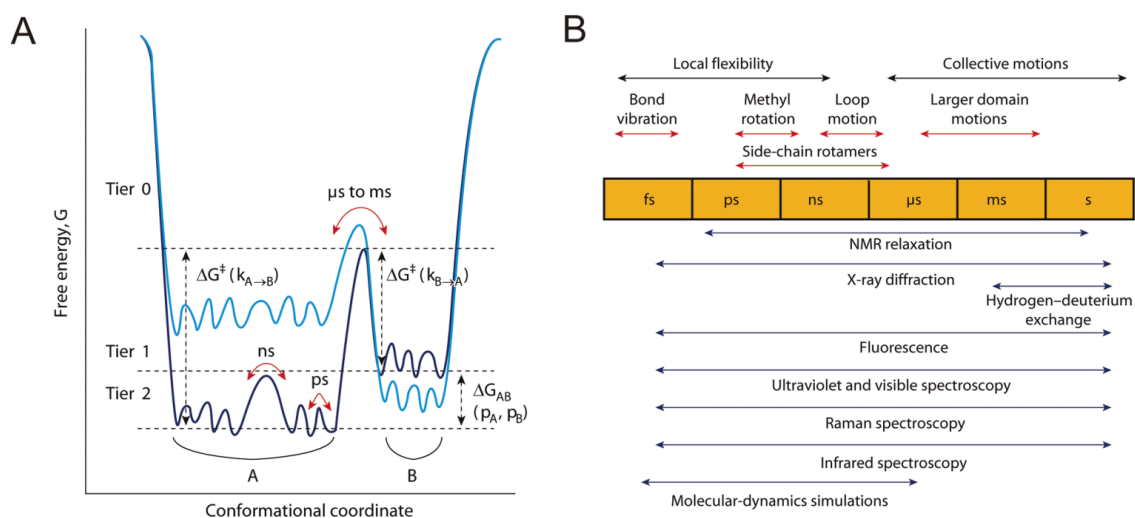 A
Free energy, G
Tier 0
Tier 1
Tier 2
µs to ms
ΔG‡ (kA→B)
ΔG‡ (kB→A)
ns
ps
ΔGAB
(pA, pB)
A
B
Conformational coordinate
B
Local flexibility
Collective motions
Bond
vibration
Methyl
rotation
Loop
motion
Larger domain
motions
Side-chain rotamers
fs
ps
ns
µs
ms
s
NMR relaxation
X-ray diffraction
Hydrogen–deuterium
exchange
Fluorescence
Ultraviolet and visible spectroscopy
Raman spectroscopy
Infrared spectroscopy
Molecular-dynamics simulations